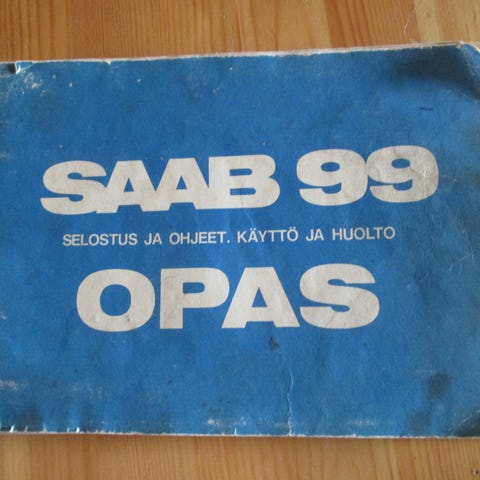 SAAB 99
SELOSTUS JA OHJEET. KÄYTTÖ JA HUOLTO
OPAS